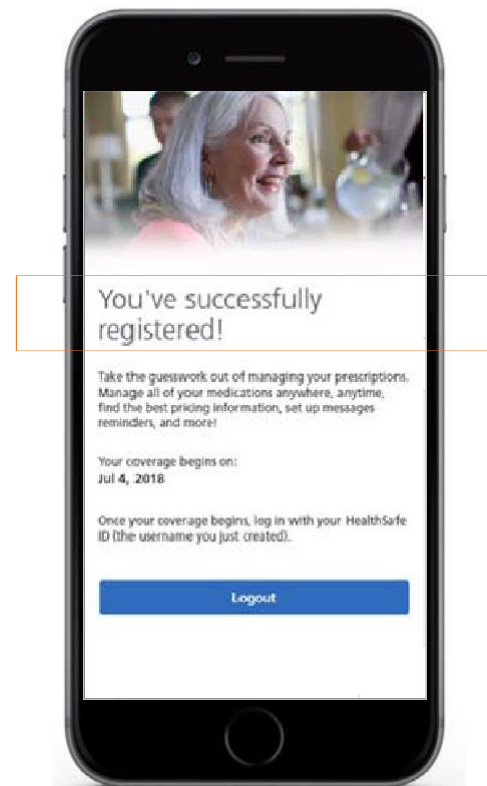 You've successfully
registered!
Take the guesswork out of managing your prescriptions.
Manage all of your medications anywhere, anytime,
find the best pricing information, set up messages
reminders, and more!
Your coverage begins on:
Jul 4, 2018
Once your coverage begins, log in with your HealthSafe
ID (the username you just created).
Logout